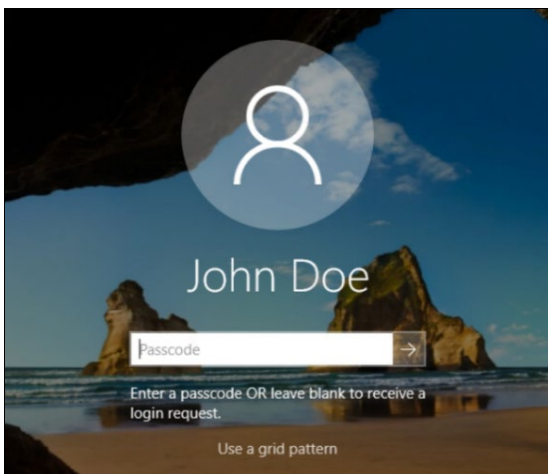 John Doe
Passcode
Enter a passcode OR leave blank to receive a
login request.
Use a grid pattern